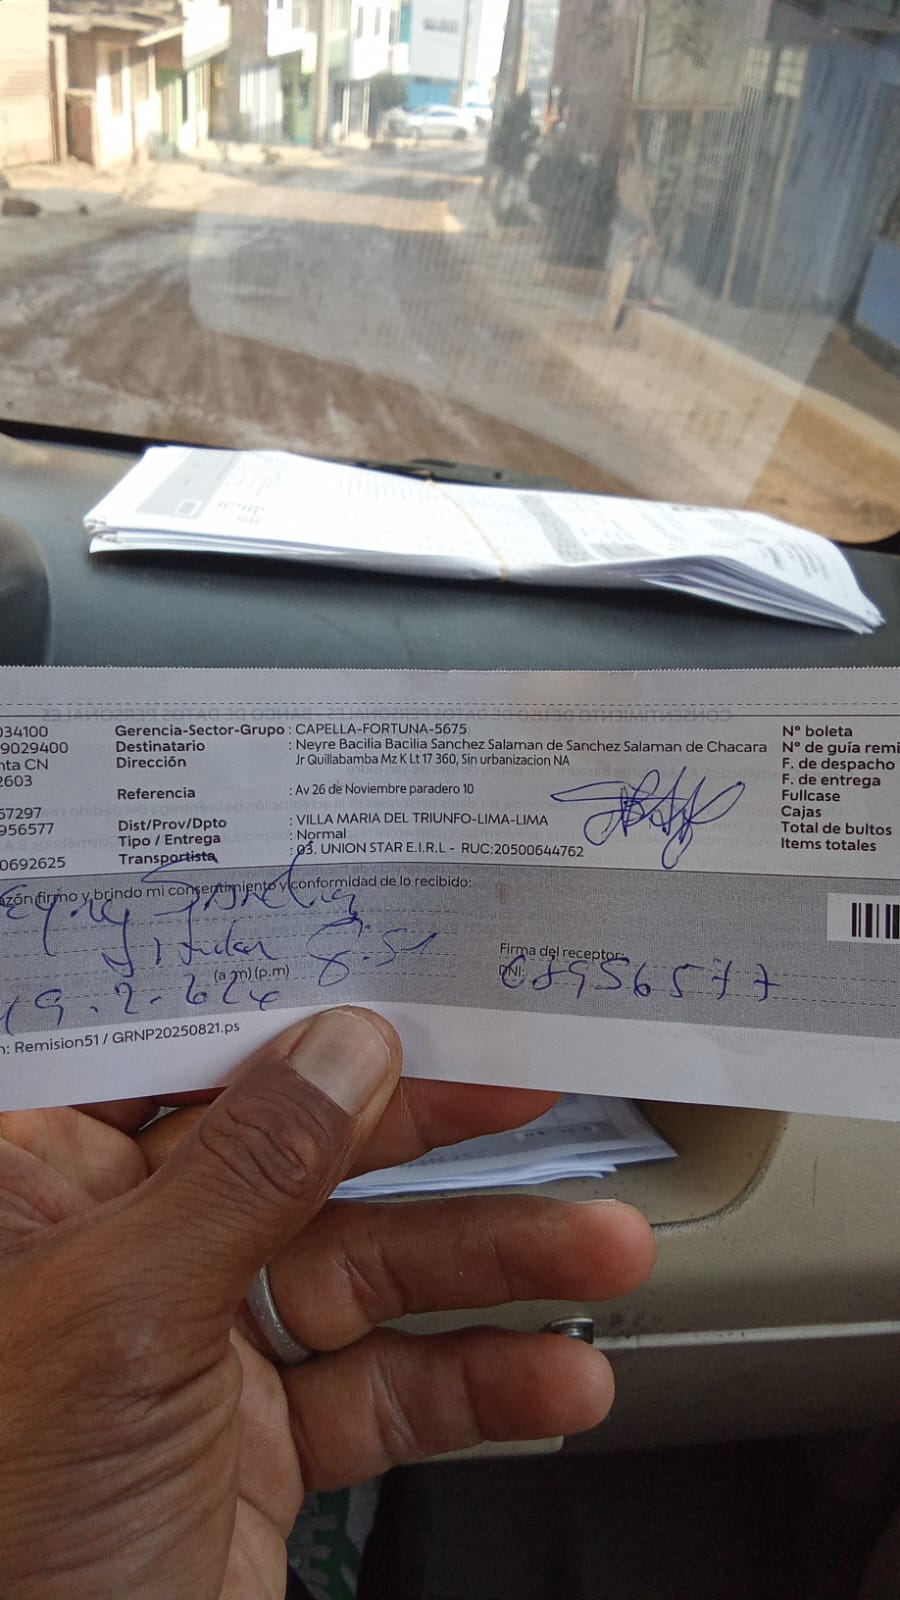 034100
9029400
nta CN
2603
57297
956577
0692625
Gerencia-Sector-Grupo : CAPELLA-FORTUNA-5675
Destinatario : Neyre Bacilia Bacilia Sanchez Salaman de Sanchez Salaman de Chacara
Dirección Jr Quillabamba Mz K Lt 17 360, Sin urbanizacion NA
Referencia : Av 26 de Noviembre paradero 10
Dist/Prov/Dpto : VILLA MARIA DEL TRIUNFO-LIMA-LIMA
Tipo / Entrega : Normal
Transportista : 03. UNION STAR E.I.R.L - RUC:20500644762
Nº boleta
Nº de guía remi
F. de despacho
F. de entrega
Fullcase
Cajas
Total de bultos
Items totales
azón firmo y brindo mi consentimiento y conformidad de lo recibido:
8:51
(a.m) (p.m)
Firma del receptor:
DNI: 08956577
n: Remision51 / GRNP20250821.ps